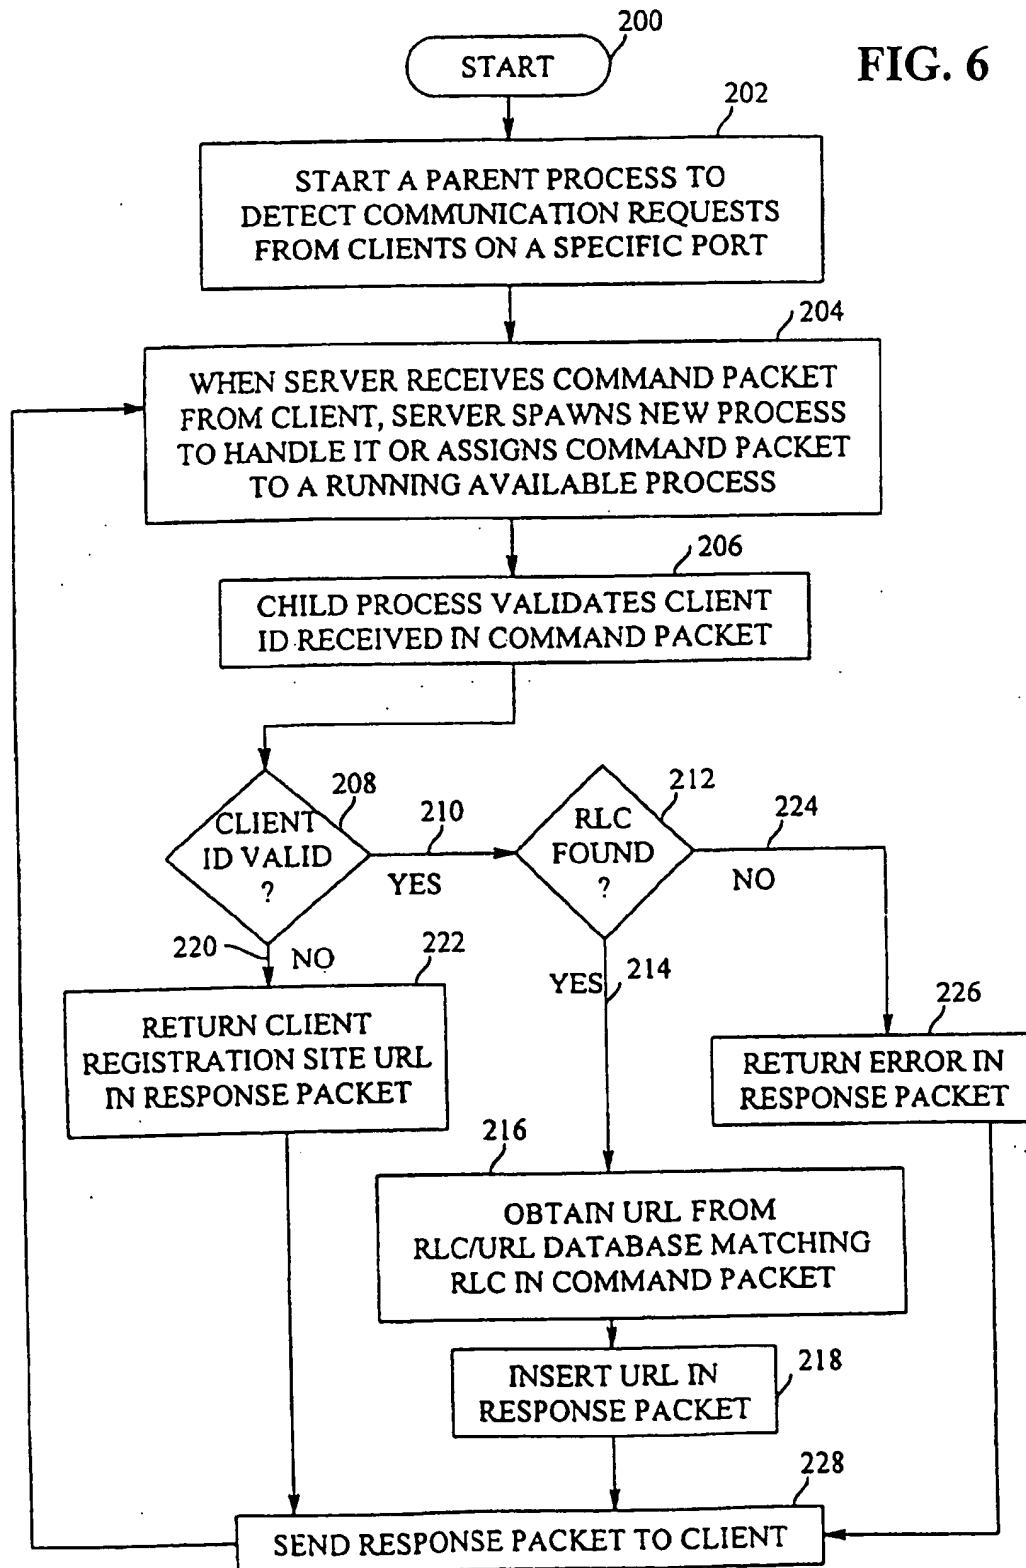 200
START
FIG. 6
202
START A PARENT PROCESS TO
DETECT COMMUNICATION REQUESTS
FROM CLIENTS ON A SPECIFIC PORT
204
WHEN SERVER RECEIVES COMMAND PACKET
FROM CLIENT, SERVER SPAWNS NEW PROCESS
TO HANDLE IT OR ASSIGNS COMMAND PACKET
TO A RUNNING AVAILABLE PROCESS
206
CHILD PROCESS VALIDATES CLIENT
ID RECEIVED IN COMMAND PACKET
208
CLIENT
ID VALID
?
210
YES
212
RLC
FOUND
?
224
NO
220
NO
222
RETURN CLIENT
REGISTRATION SITE URL
IN RESPONSE PACKET
YES
214
226
RETURN ERROR IN
RESPONSE PACKET
216
OBTAIN URL FROM
RLC/URL DATABASE MATCHING
RLC IN COMMAND PACKET
INSERT URL IN
RESPONSE PACKET
218
228
SEND RESPONSE PACKET TO CLIENT